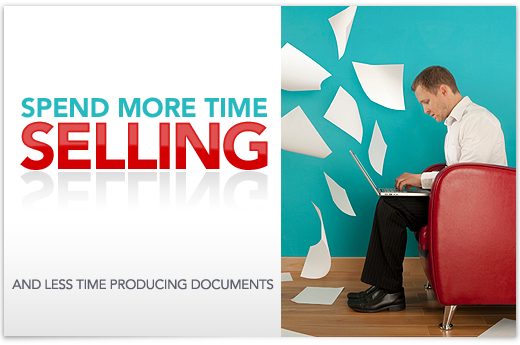 SPEND MORE TIME
SELLING
AND LESS TIME PRODUCING DOCUMENTS